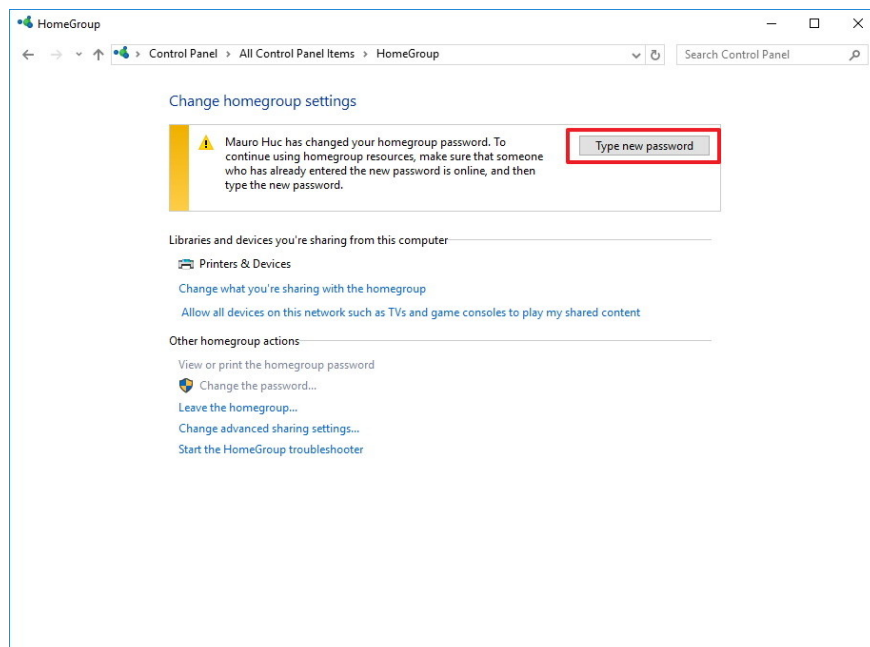 HomeGroup
Control Panel > All Control Panel Items > HomeGroup
Search Control Panel
Change homegroup settings
Mauro Huc has changed your homegroup password. To
continue using homegroup resources, make sure that someone
who has already entered the new password is online, and then
type the new password.
Type new password
Libraries and devices you're sharing from this computer
Printers & Devices
Change what you're sharing with the homegroup
Allow all devices on this network such as TVs and game consoles to play my shared content
Other homegroup actions
View or print the homegroup password
Change the password...
Leave the homegroup...
Change advanced sharing settings...
Start the HomeGroup troubleshooter